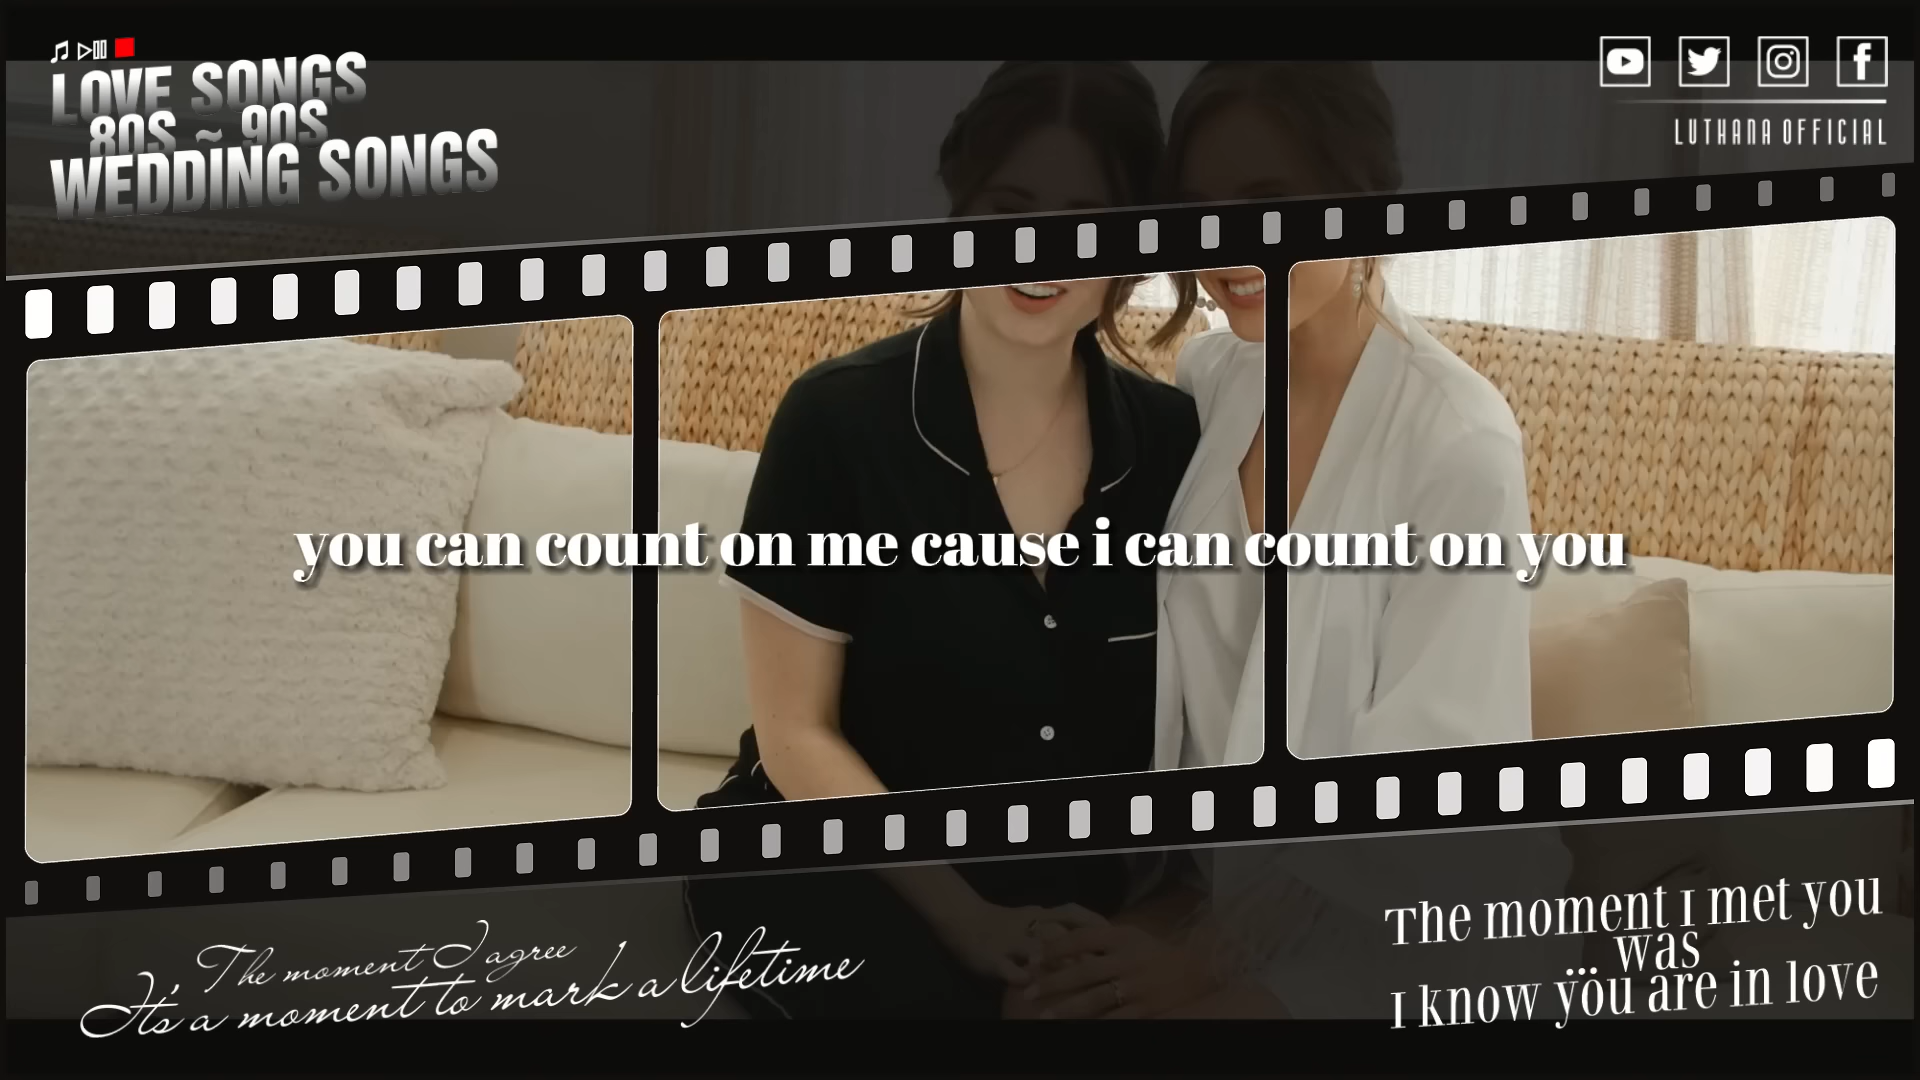 LOVE SONGS
80S ~ 90S
WEDDING SONGS
LUTHANA OFFICIAL
you can count on me cause i can count on you
The moment I agree
It's a moment to mark a lifetime
The moment I met you
was
I know you are in love